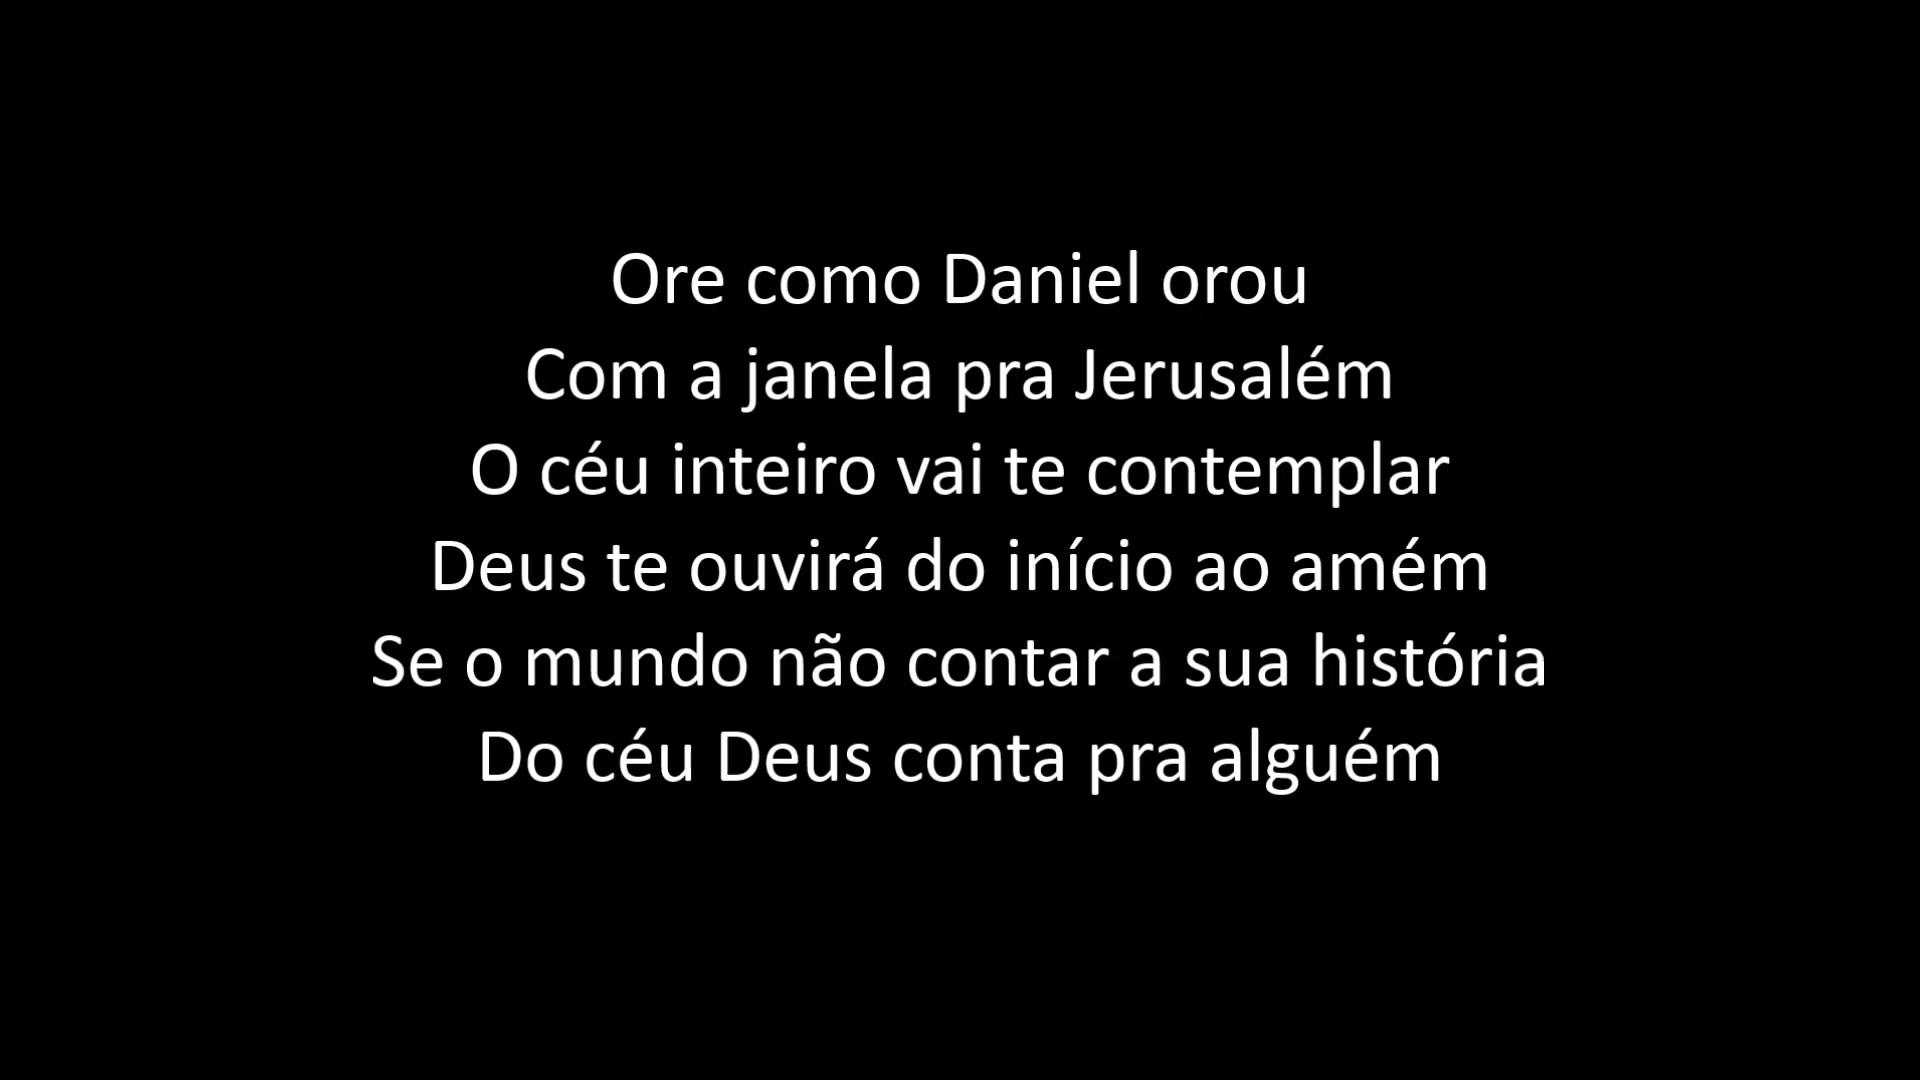 Ore como Daniel orou
Com a janela pra Jerusalém
O céu inteiro vai te contemplar
Deus te ouvirá do início ao amém
Se o mundo não contar a sua história
Do céu Deus conta pra alguém